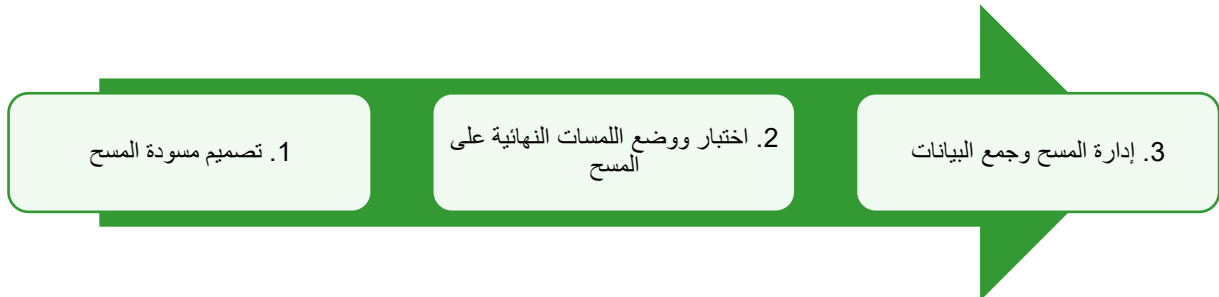 1. تصميم مسودة المسح
2. اختبار ووضع اللمسات النهائية على
المسح
3. إدارة المسح وجمع البيانات